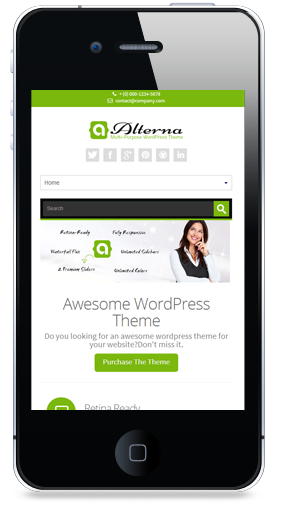 + (0) 000-1234-5678
contact@company.com
a
Alterna
Multi-Purpose WordPress Theme
Home
Search
Retina-Ready
Fully Responsive
Waterfall Flux
Unlimited Sidebars
a
4 Premium Sliders
Unlimited Colors
Awesome WordPress
Theme
Do you looking for an awesome wordpress theme for
your website?Don't miss it.
Purchase The Theme
Retina Ready